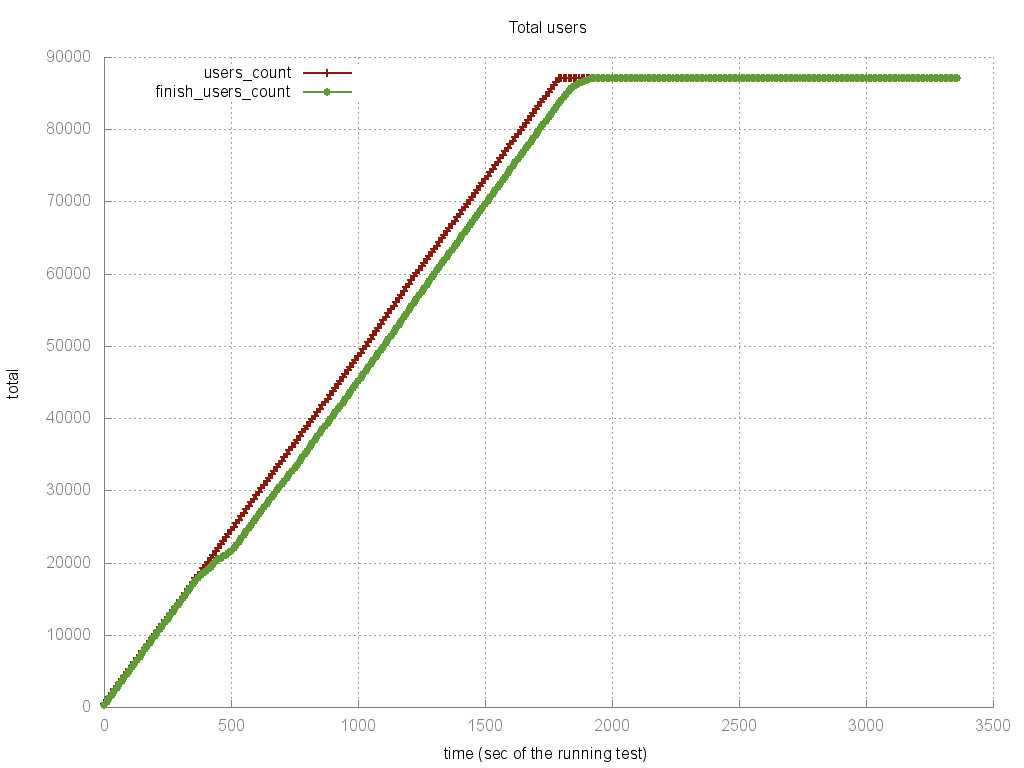 Total users
users_count
finish_users_count
90000
80000
70000
60000
50000
40000
30000
20000
10000
0
total
0 500 1000 1500 2000 2500 3000 3500
time (sec of the running test)